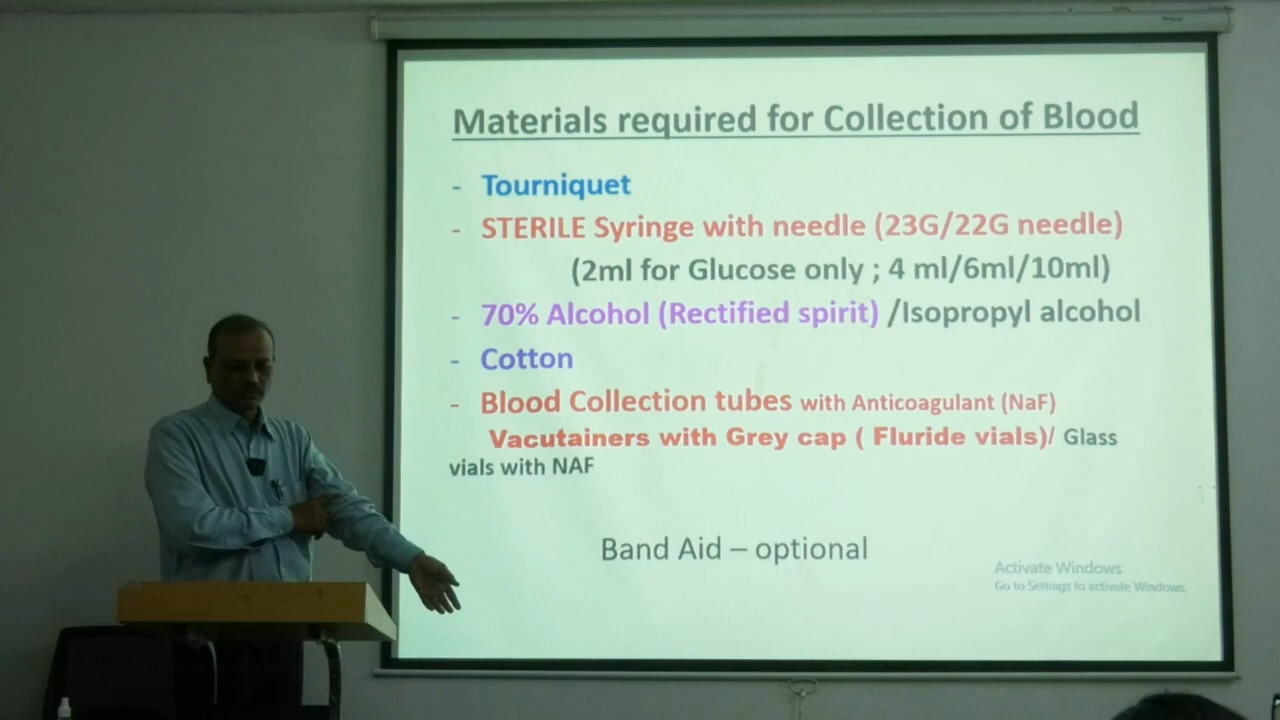 Materials required for Collection of Blood
- Tourniquet
- STERILE Syringe with needle (23G/22G needle)
(2ml for Glucose only ; 4 ml/6ml/10ml)
- 70% Alcohol (Rectified spirit) /Isopropyl alcohol
- Cotton
- Blood Collection tubes with Anticoagulant (NaF)
Vacutainers with Grey cap ( Fluride vials)/ Glass
vials with NAF
Band Aid – optional
Activate Windows
Go to Settings to activate Windows.